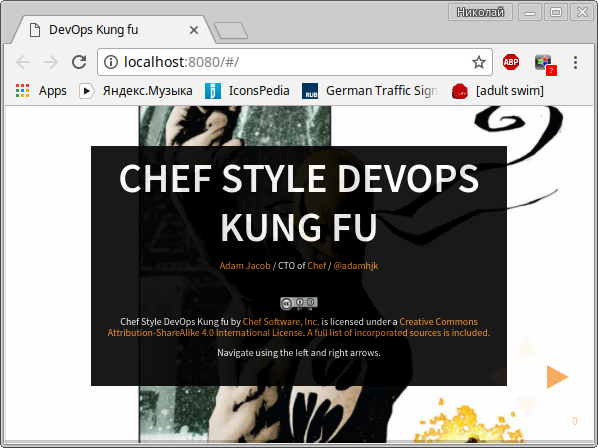 Николай
DevOps Kung fu
localhost:8080/#/
ABP
?
Apps
Яндекс.Музыка
IconsPedia
RUB
German Traffic Sign
[adult swim]
CHEF STYLE DEVOPS
KUNG FU
Adam Jacob / CTO of Chef / @adamhjk
Chef Style DevOps Kung fu by Chef Software, Inc. is licensed under a Creative Commons
Attribution-ShareAlike 4.0 International License. A full list of incorporated sources is included.
Navigate using the left and right arrows.
0